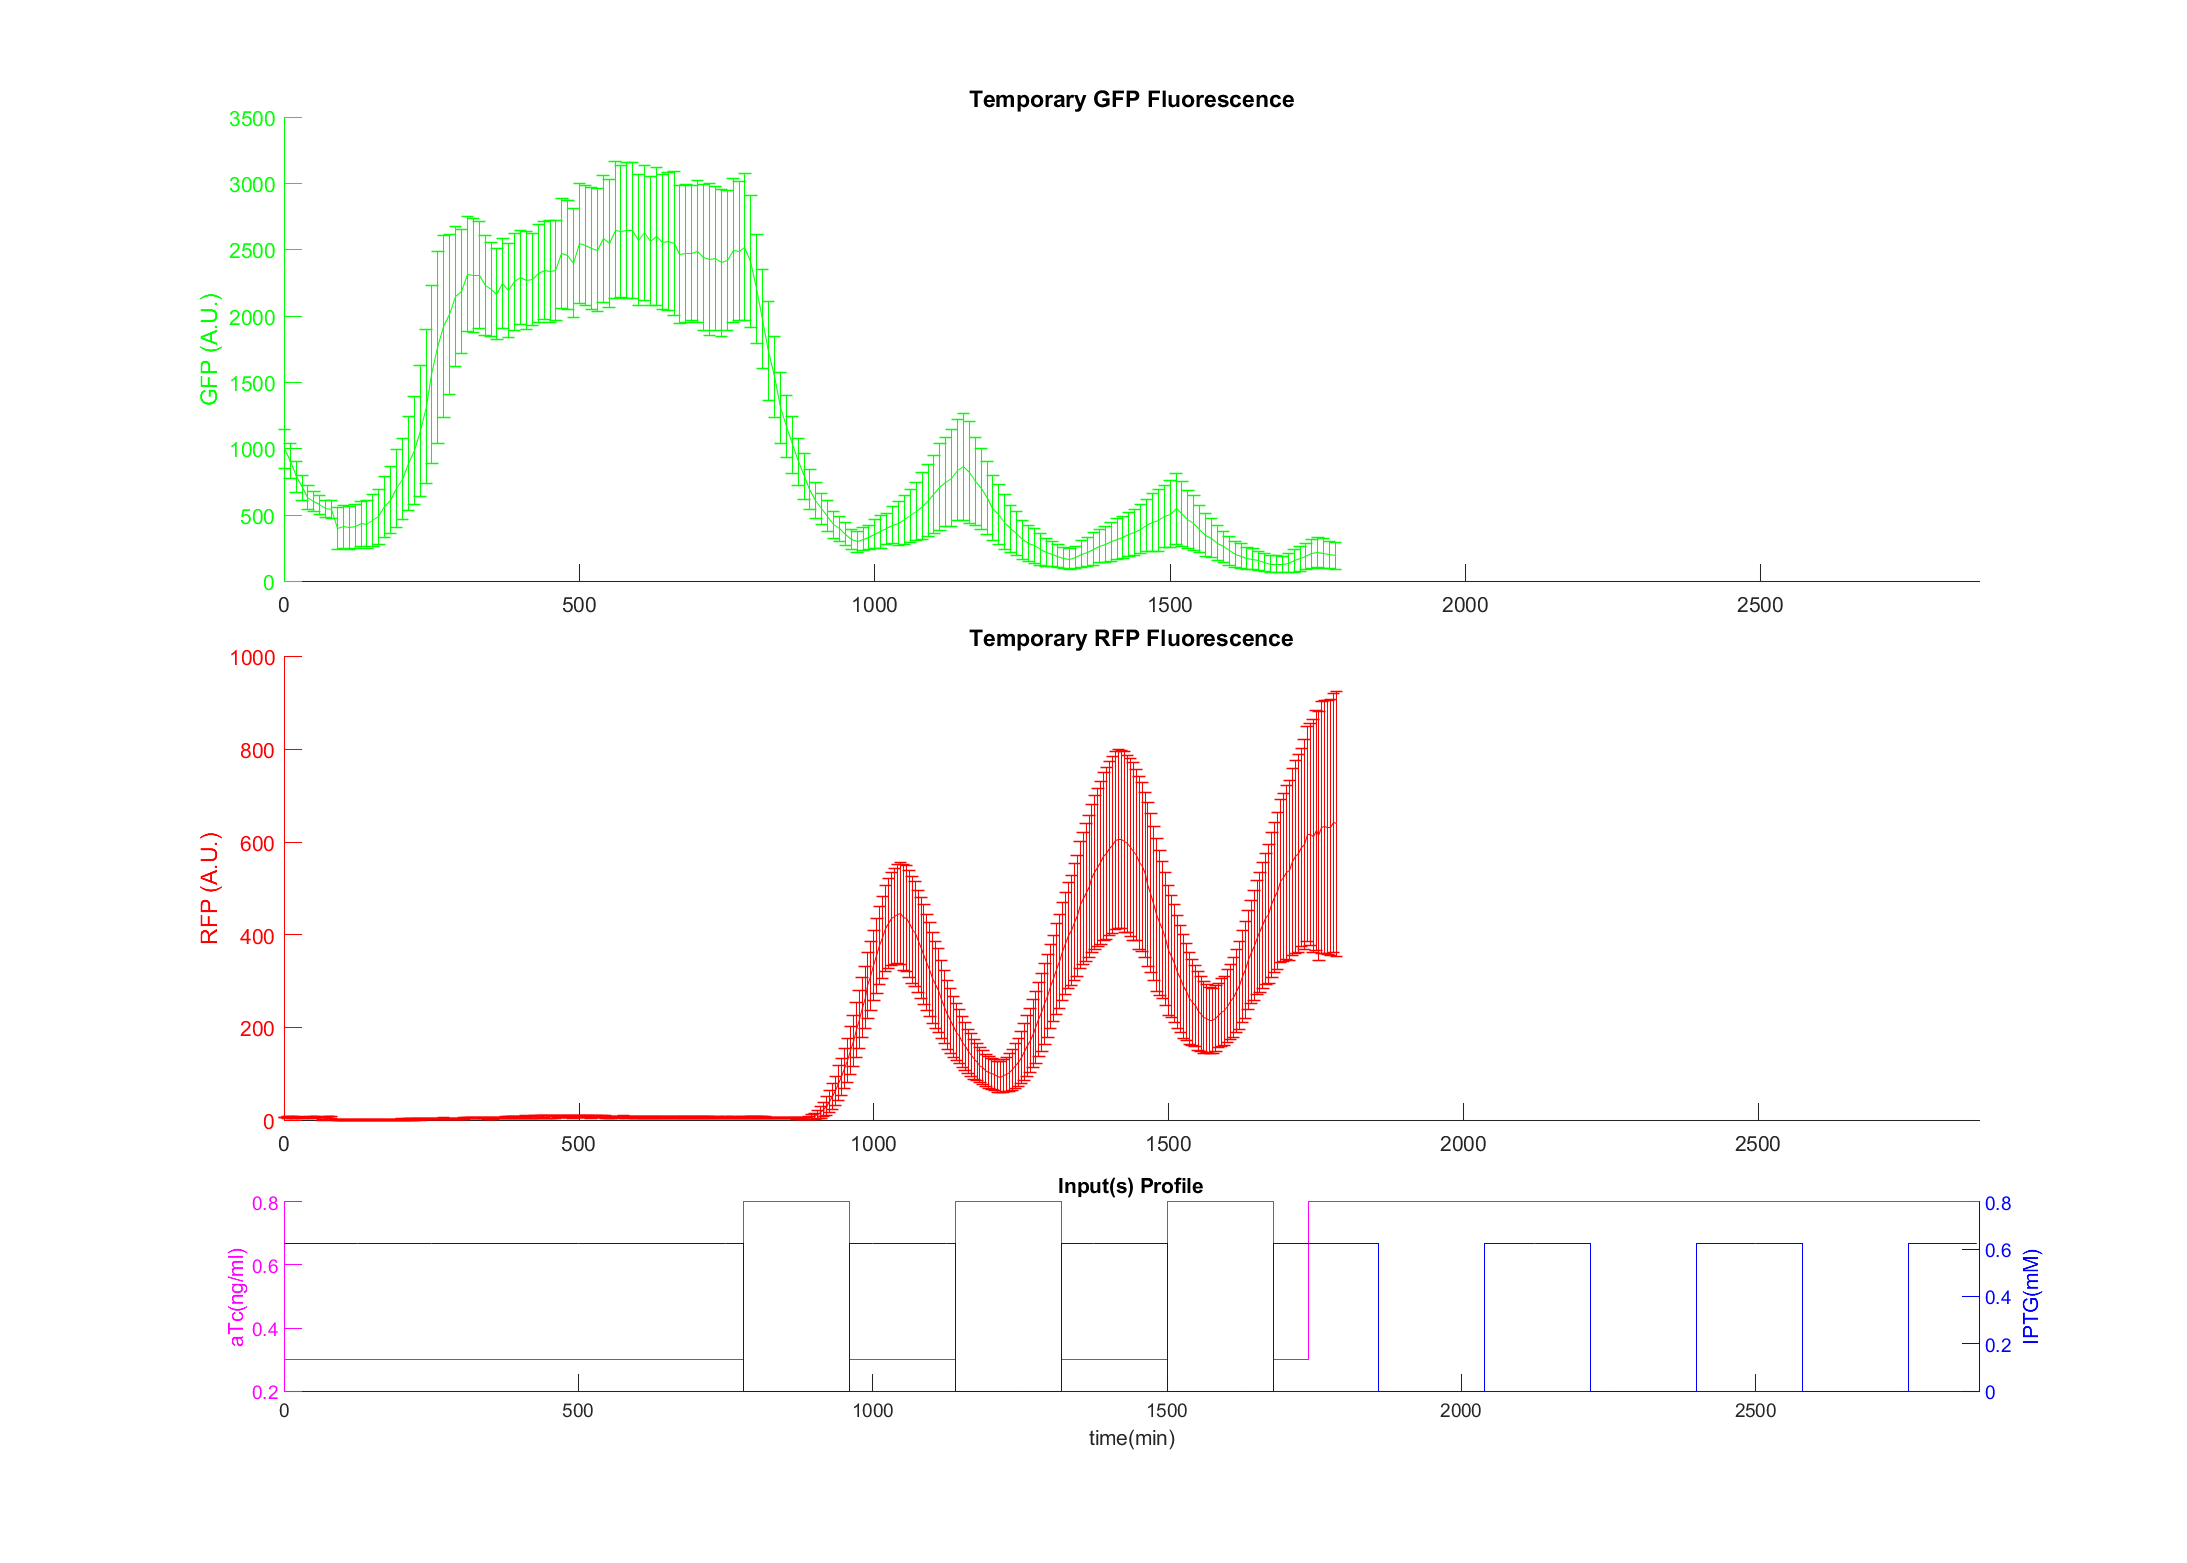 Temporary GFP Fluorescence
3500
3000
2500
2000
1500
1000
500
0
GFP (A.U.)
0 500 1000 1500 2000 2500
Temporary RFP Fluorescence
1000
800
600
400
200
0
RFP (A.U.)
0 500 1000 1500 2000 2500
Input(s) Profile
0.8
0.6
0.4
0.2
aTc(ng/ml)
0.8
0.6
0.4
0.2
0
IPTG(mM)
0 500 1000 1500 2000 2500
time(min)